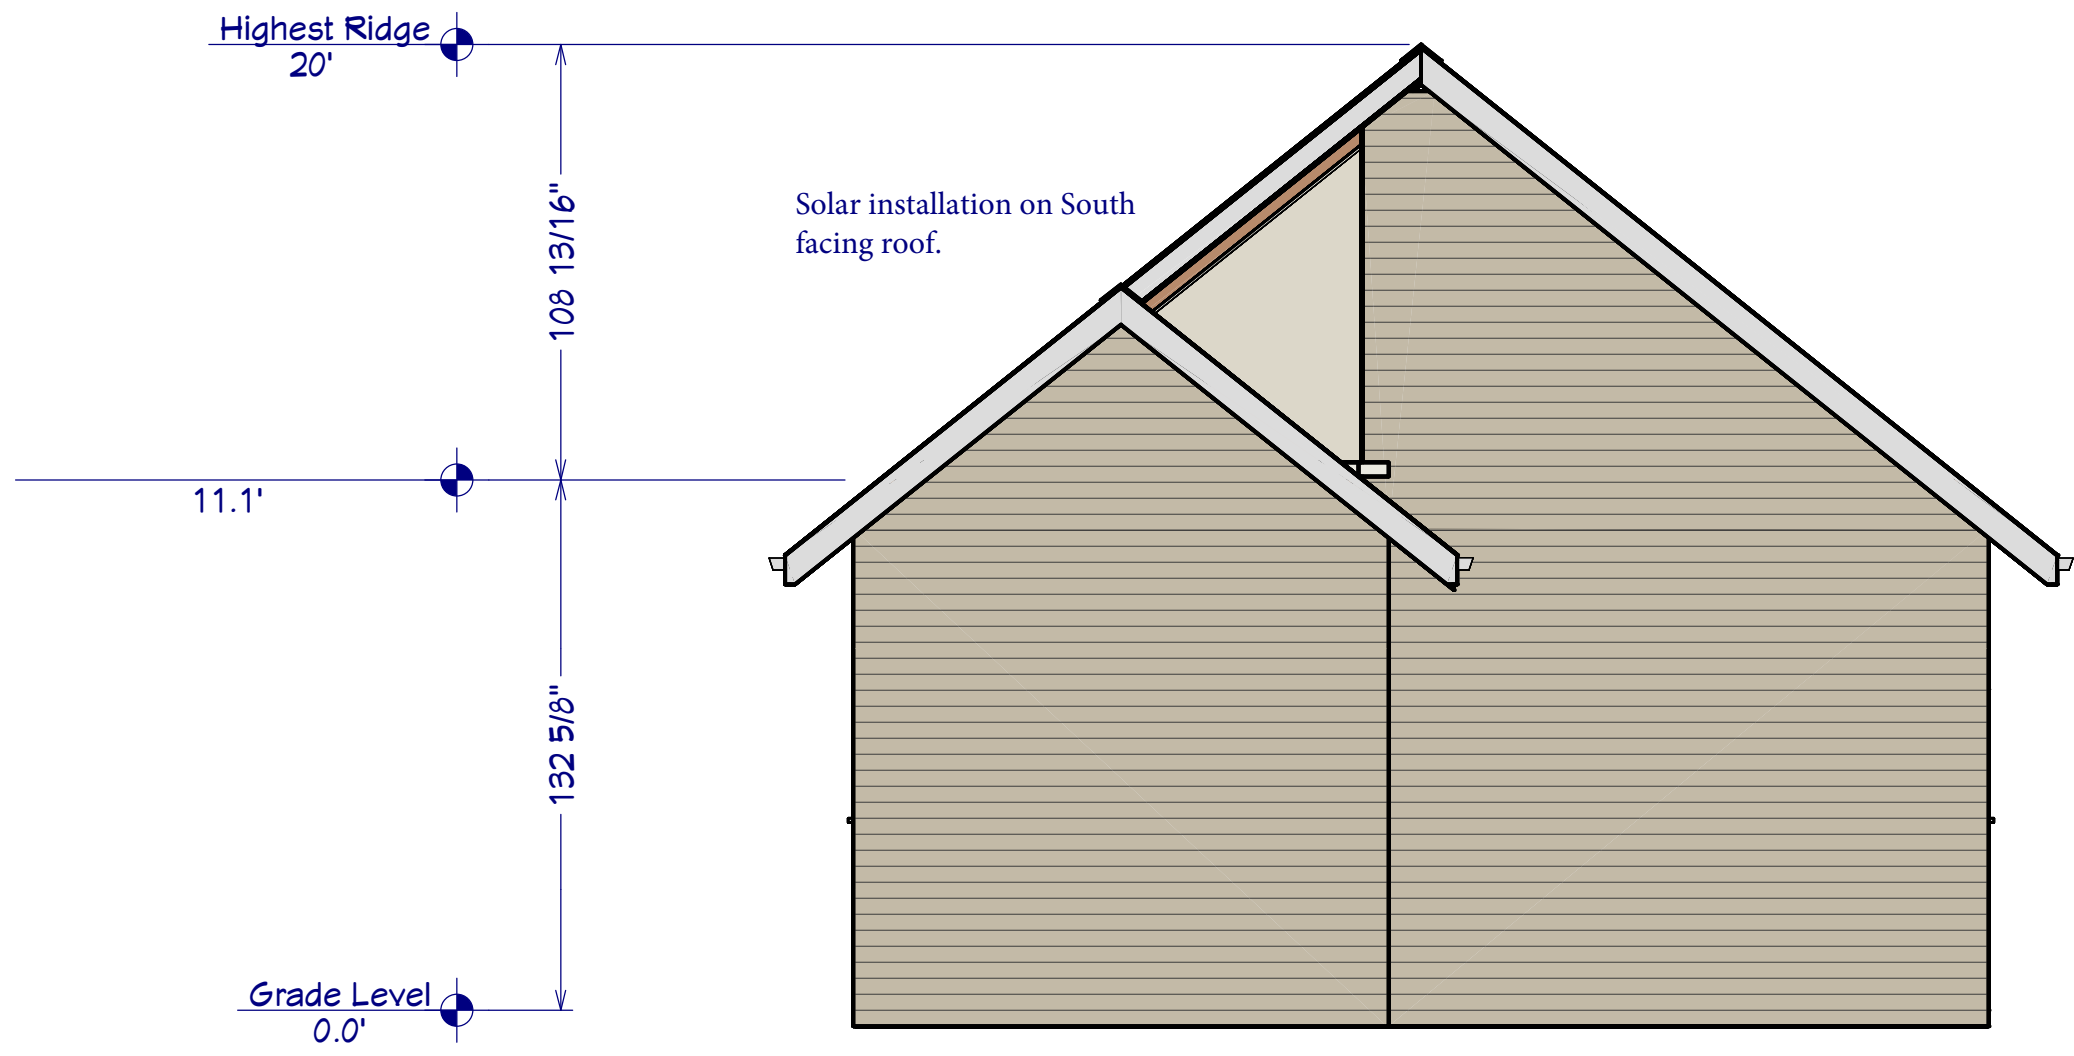 Highest Ridge
20'
108 13/16"
Solar installation on South
facing roof.
11.1'
132 5/8"
Grade Level
0.0'